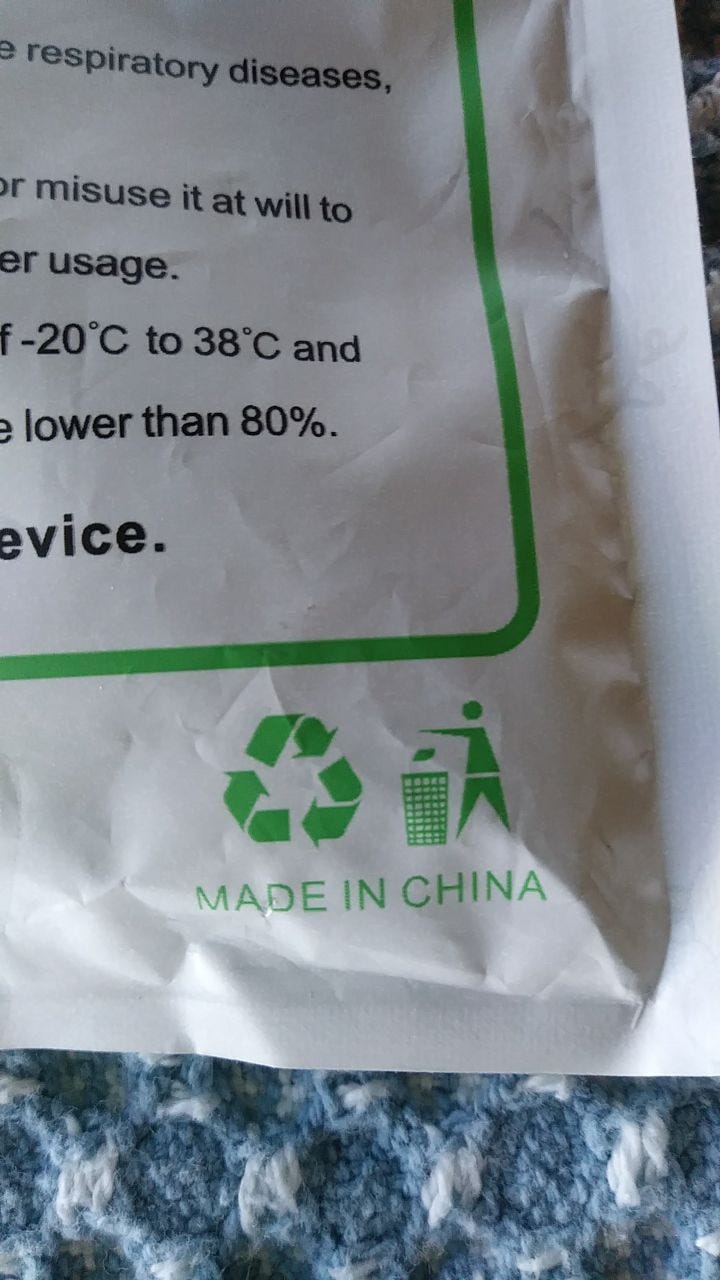 e respiratory diseases,
or misuse it at will to
er usage.
f -20°C to 38°C and
e lower than 80%.
evice.
MADE IN CHINA